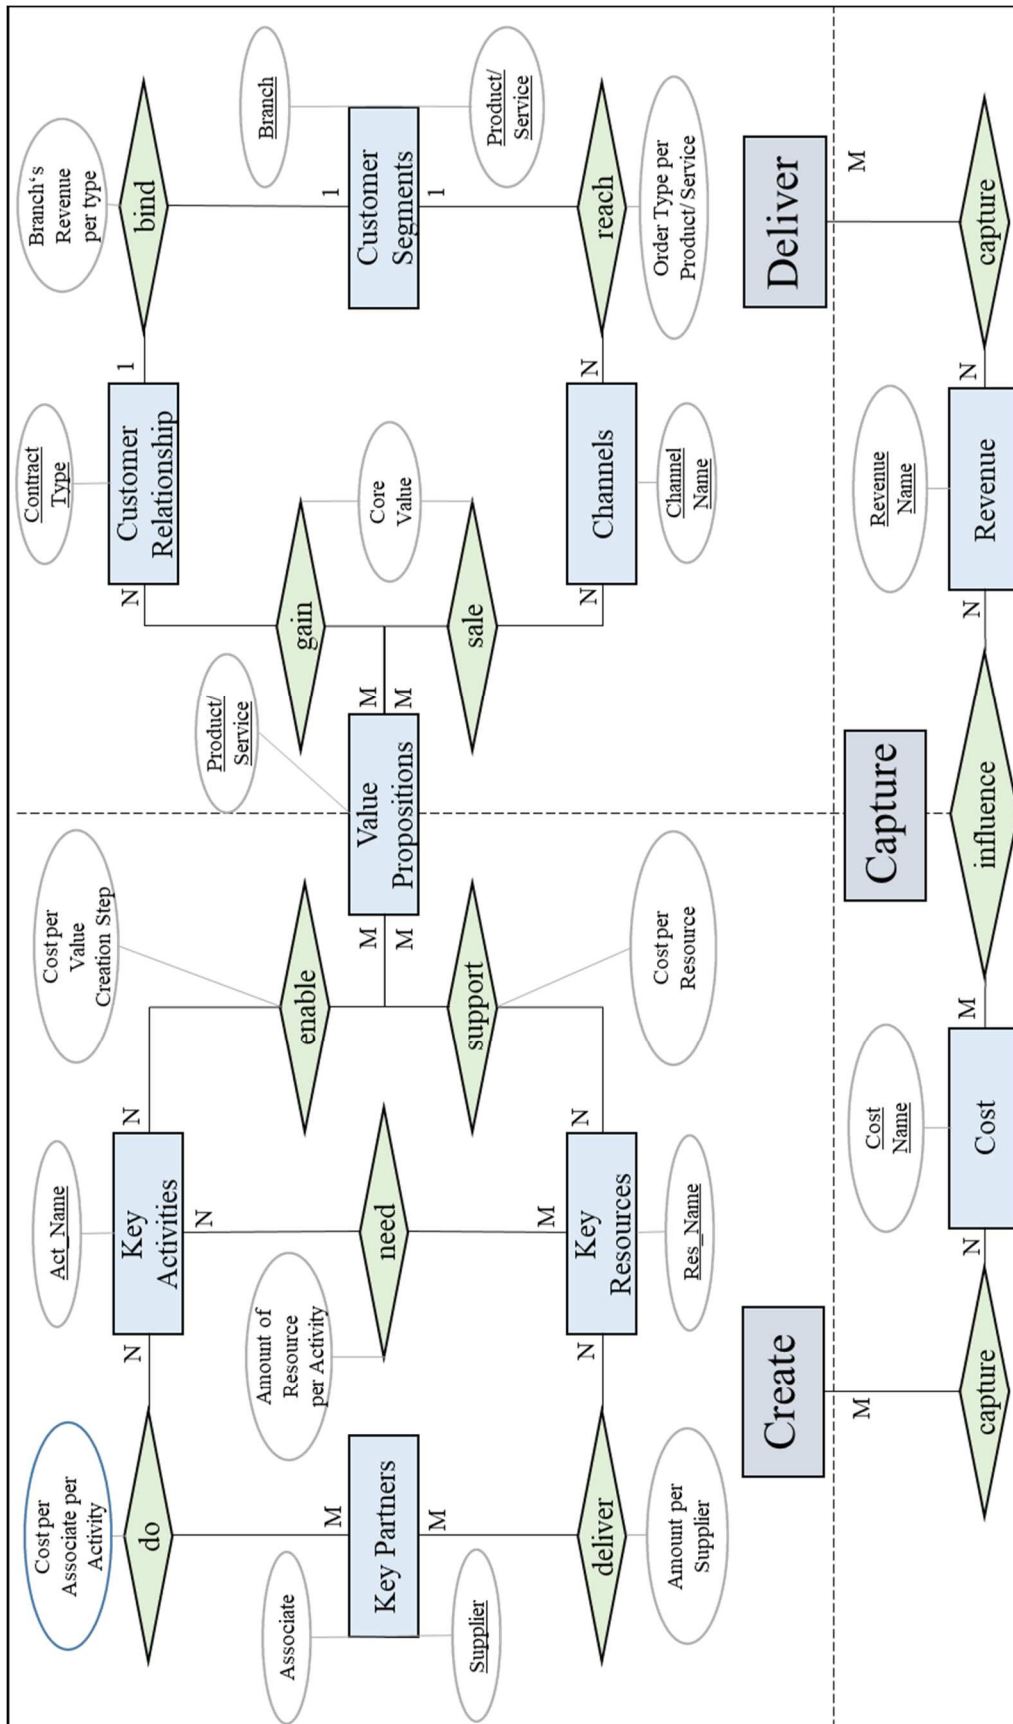 Cost per
Associate per
Activity
do
N
M
Associate
Key Partners
Supplier
M
deliver
N
Amount per
Supplier
Act_Name
Key
Activities
N
N
Amount of
Resource
per Activity
need
M
Key
Resources
N
Res_Name
Cost per
Value
Creation Step
enable
M
M
support
Cost per
Resource
Product/
Service
Value
Propositions
M
M
gain
sale
Core
Value
N
Contract
Type
Customer
Relationship
1
N
Channels
N
Channel
Name
Branch‘s
Revenue
per type
bind
1
Branch
Customer
Segments
Product/
Service
1
reach
Order Type per
Product/ Service
Create
M
capture
N
Cost
Name
Cost
M
Capture
influence
N
Revenue
Name
Revenue
N
Deliver
M
capture